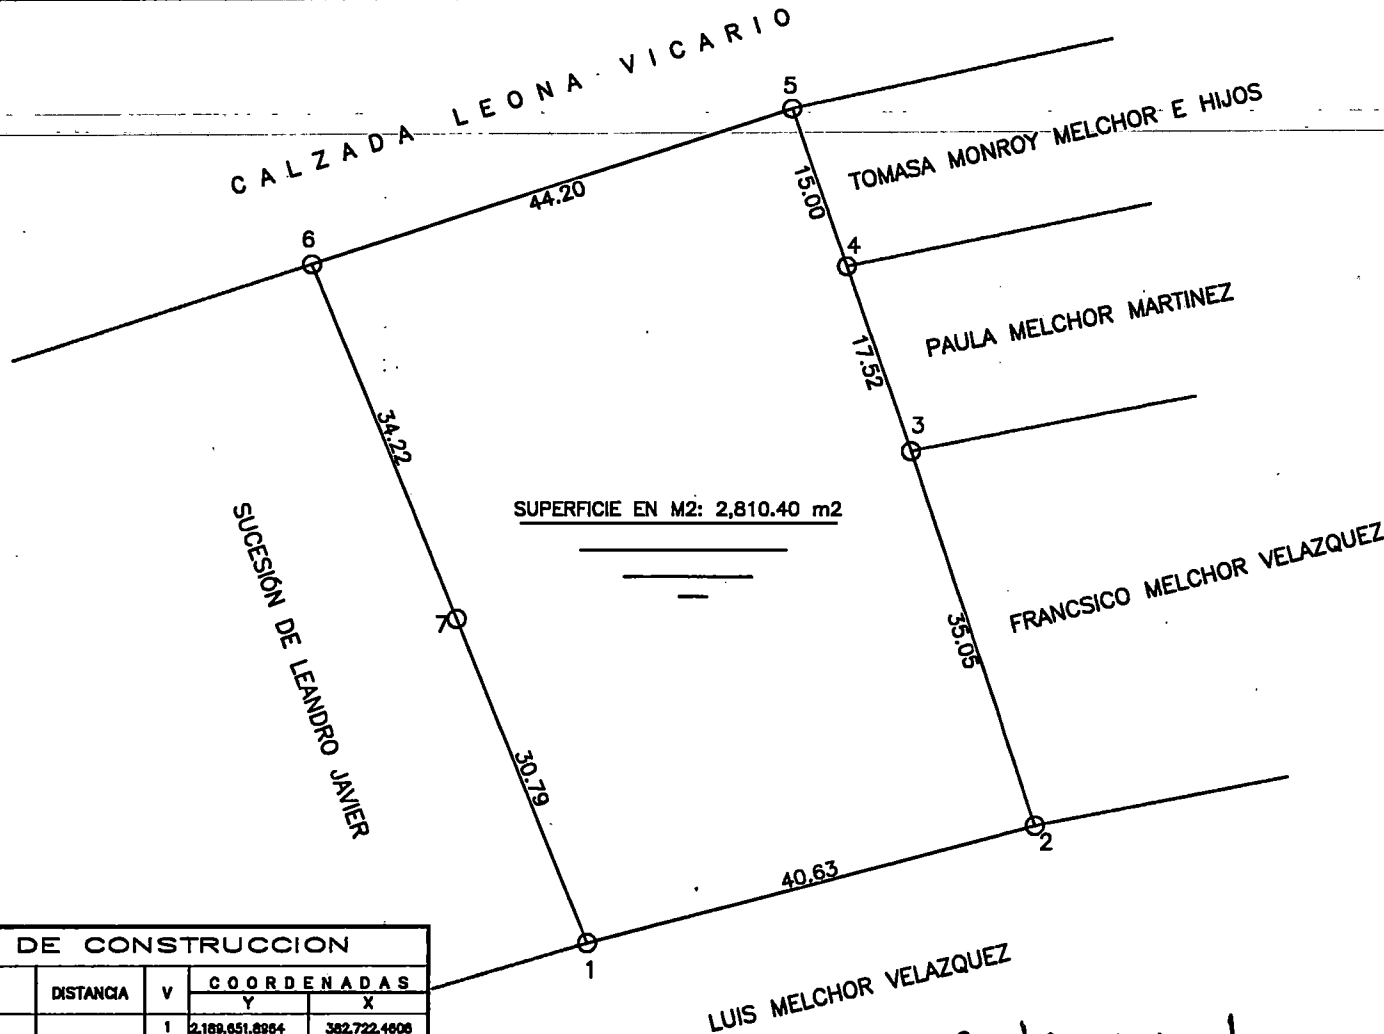 CALZADA LEONA VICARIO
5
TOMASA MONROY MELCHOR E HIJOS
15.00
44.20
6
4
PAULA MELCHOR MARTINEZ
17.52
34.22
3
SUPERFICIE EN M2: 2,810.40 m2
SUCESIÓN DE LEANDRO JAVIER
FRANCSICO MELCHOR VELAZQUEZ
7
35.05
30.79
2
40.63
1
LUIS MELCHOR VELAZQUEZ
DE CONSTRUCCION
DISTANCIA V COORDENADAS
Y X
1 2,189,651.8964 382,722.4606